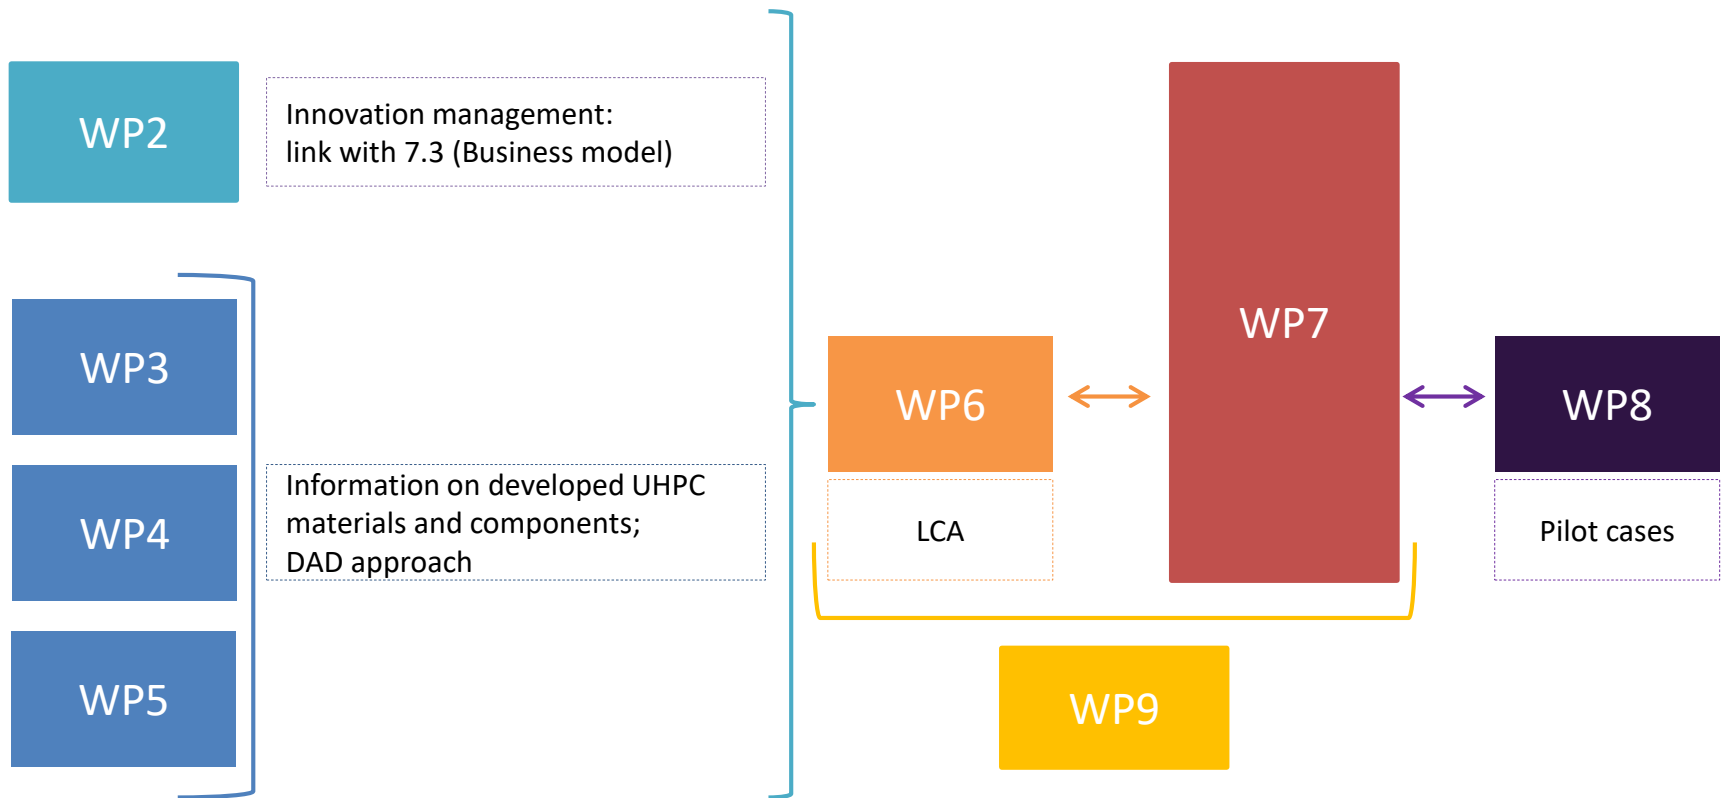 WP2
Innovation management:
link with 7.3 (Business model)
WP3
WP4
WP5
Information on developed UHPC
materials and components;
DAD approach
WP6
LCA
WP7
WP8
Pilot cases
WP9